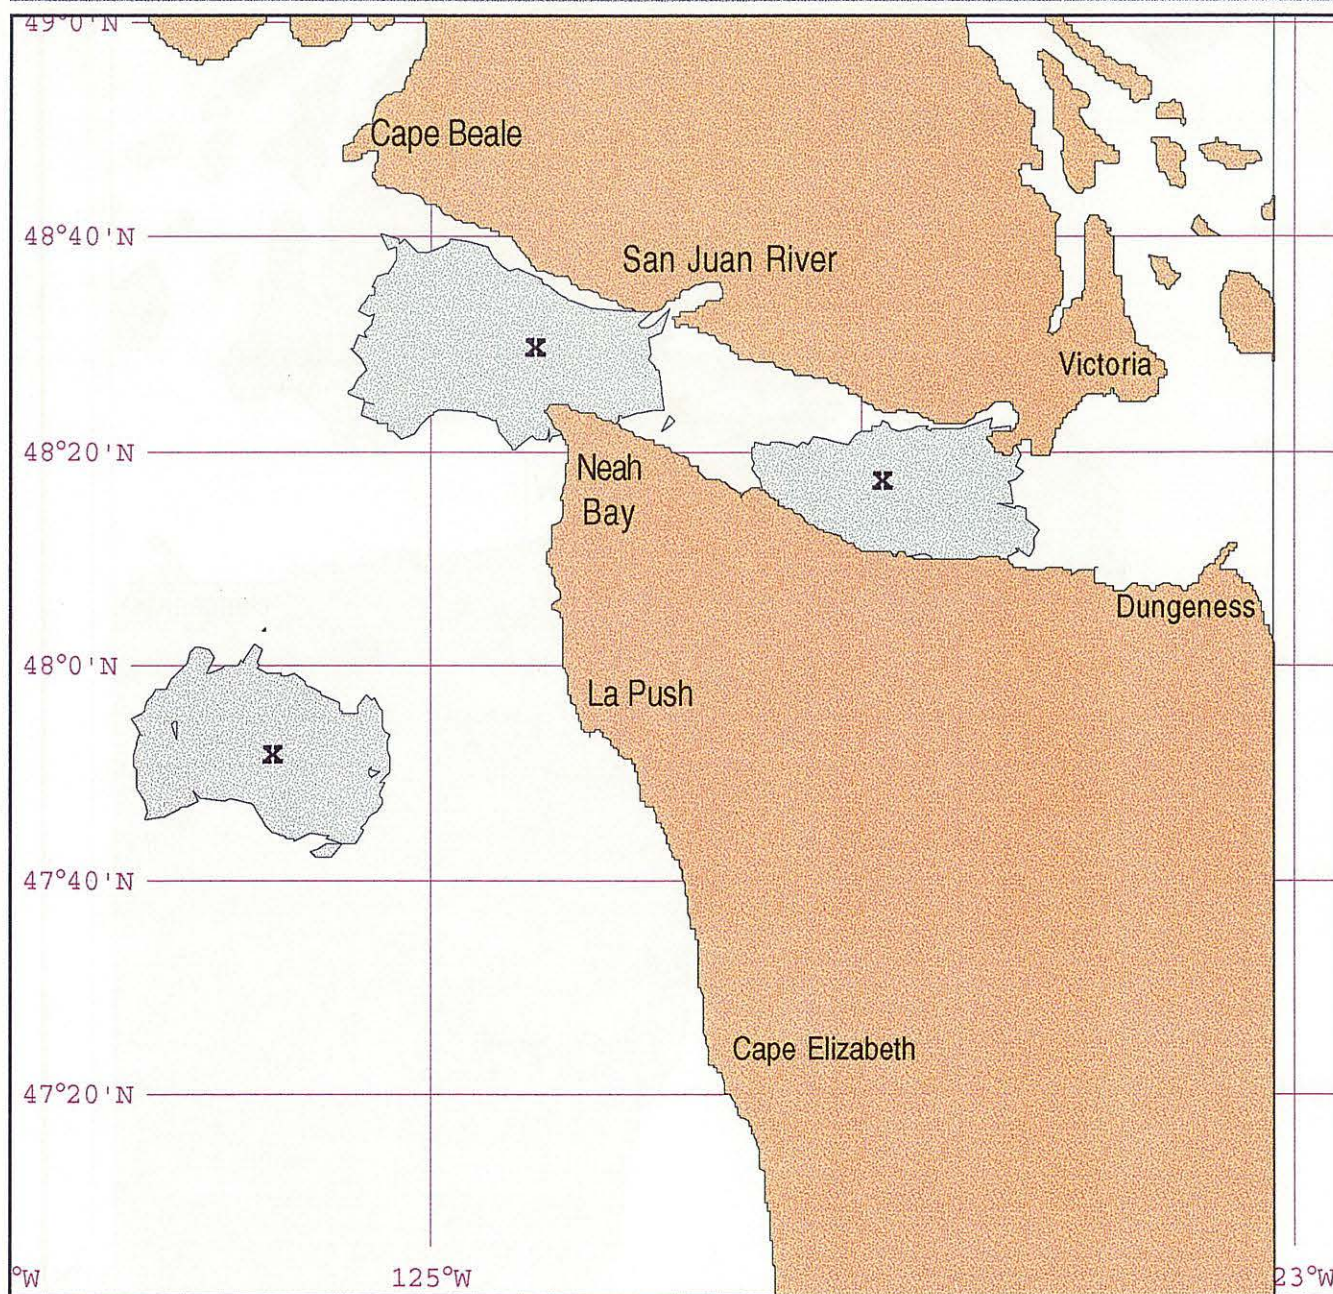 49°0'N
Cape Beale
48°40'N
San Juan River
Victoria
48°20'N
Neah
Bay
Dungeness
48°0'N
La Push
47°40'N
Cape Elizabeth
47°20'N
°W
125°W
23°W
X
X
X